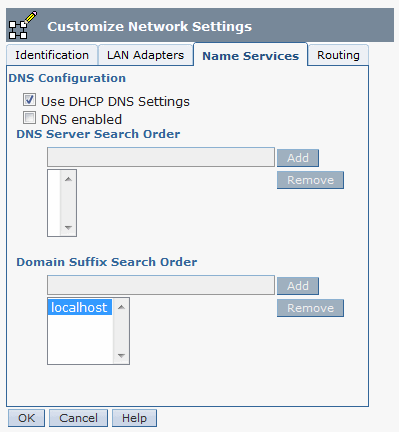 Customize Network Settings
Identification LAN Adapters Name Services Routing
DNS Configuration
Use DHCP DNS Settings
DNS enabled
DNS Server Search Order
Add
Remove
Domain Suffix Search Order
Add
localhost Remove
OK Cancel Help